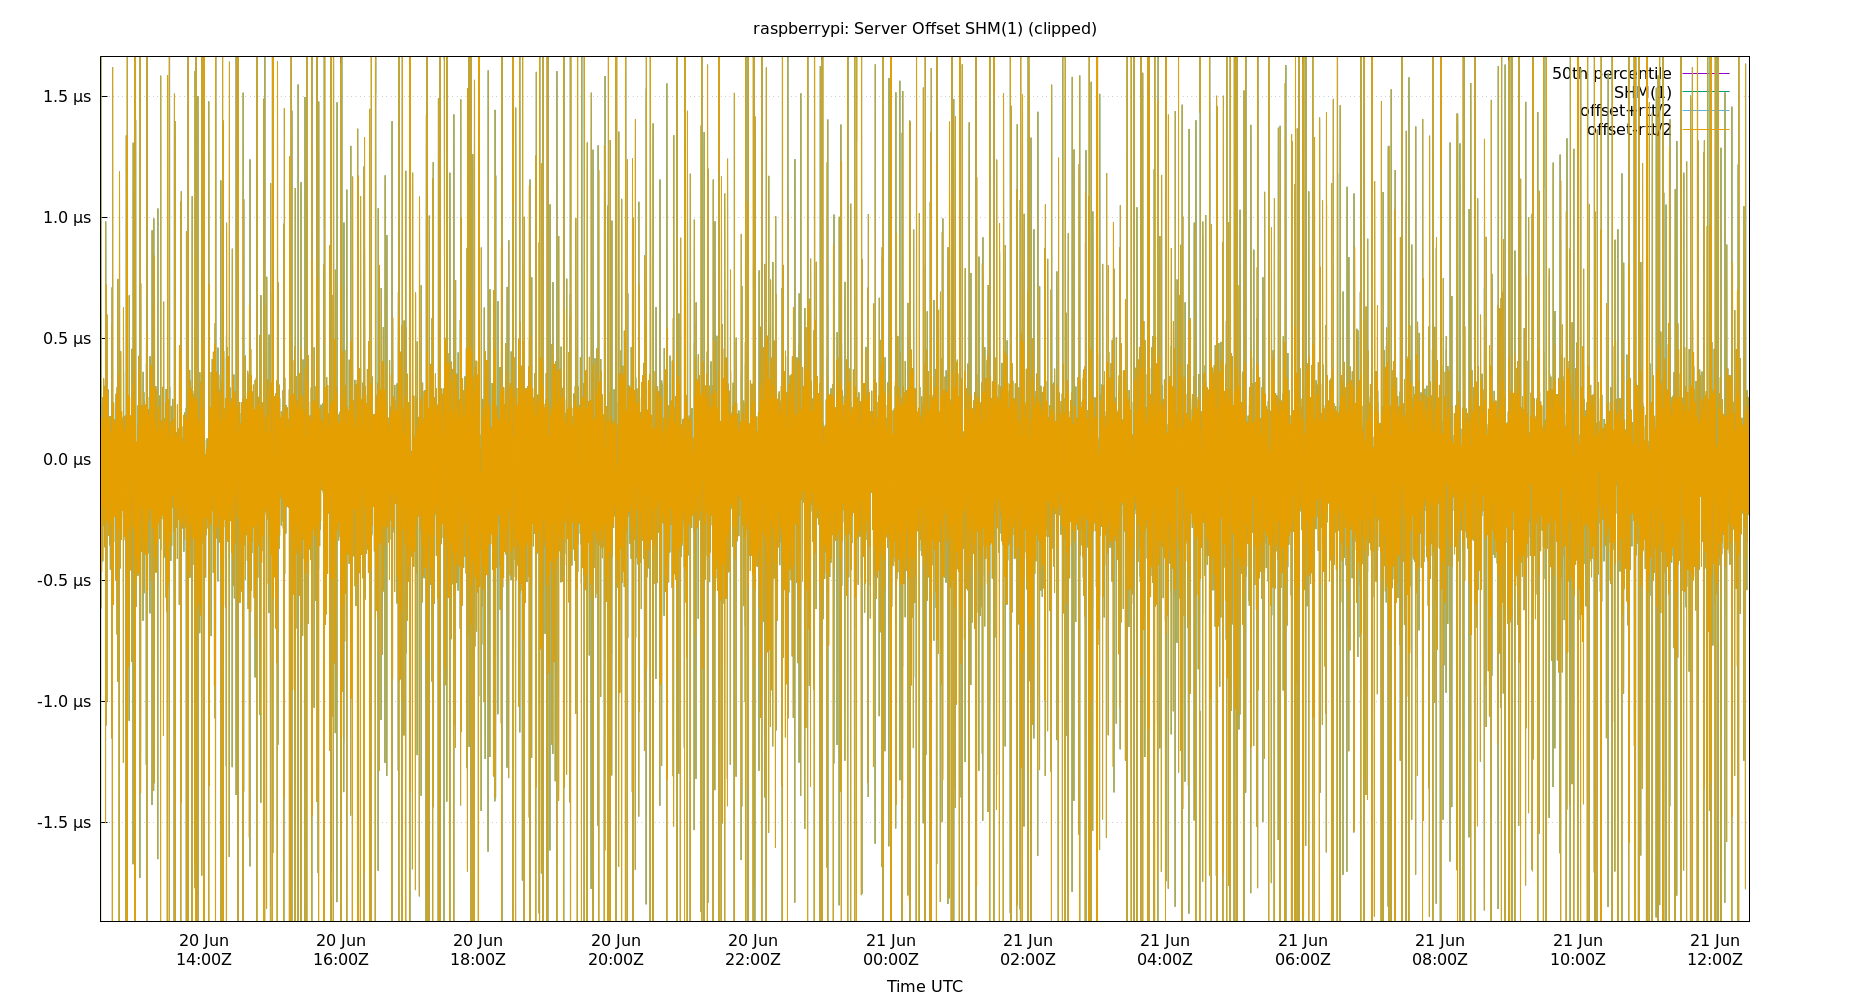 raspberrypi: Server Offset SHM(1) (clipped)
50th percentile
SHM(1)
offset+rtt/2
offset-rtt/2
1.5 µs
1.0 µs
0.5 µs
0.0 µs
-0.5 µs
-1.0 µs
-1.5 µs
20 Jun 20 Jun 20 Jun 20 Jun 20 Jun 21 Jun 21 Jun 21 Jun 21 Jun 21 Jun 21 Jun 21 Jun
14:00Z 16:00Z 18:00Z 20:00Z 22:00Z 00:00Z 02:00Z 04:00Z 06:00Z 08:00Z 10:00Z 12:00Z
Time UTC